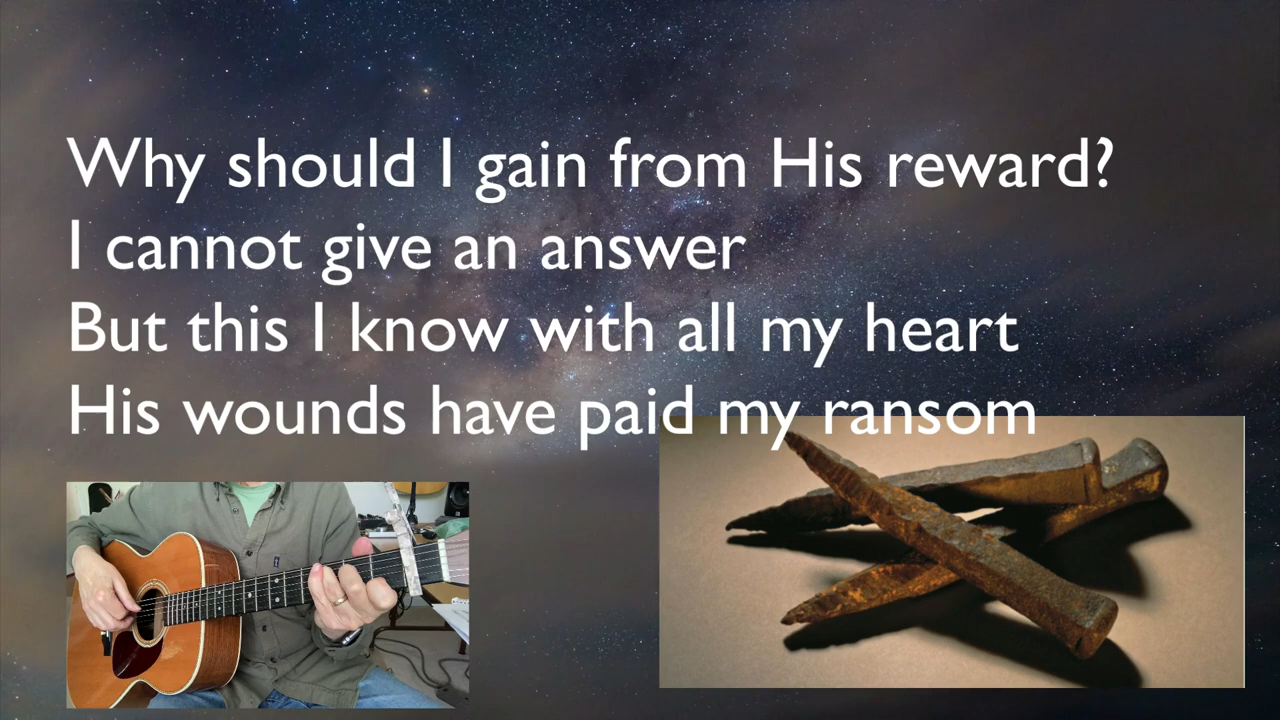 Why should I gain from His reward?
I cannot give an answer
But this I know with all my heart
His wounds have paid my ransom